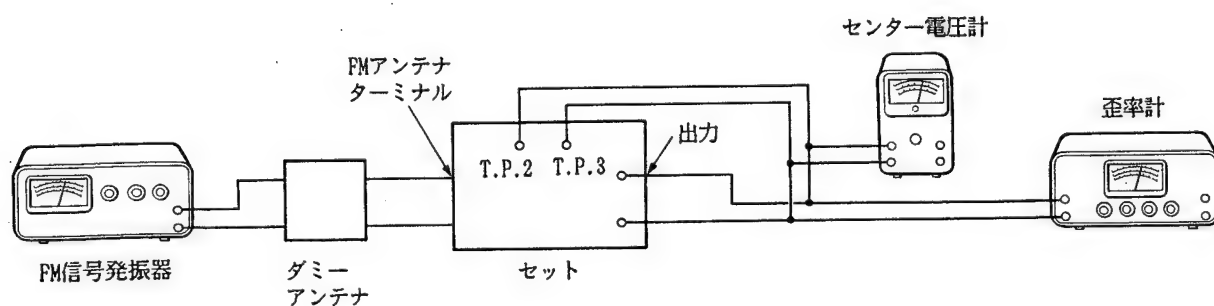 センター電圧計
FMアンテナ
ターミナル
歪率計
出力
T.P.2 T.P.3
FM信号発振器
ダミー
アンテナ
セット